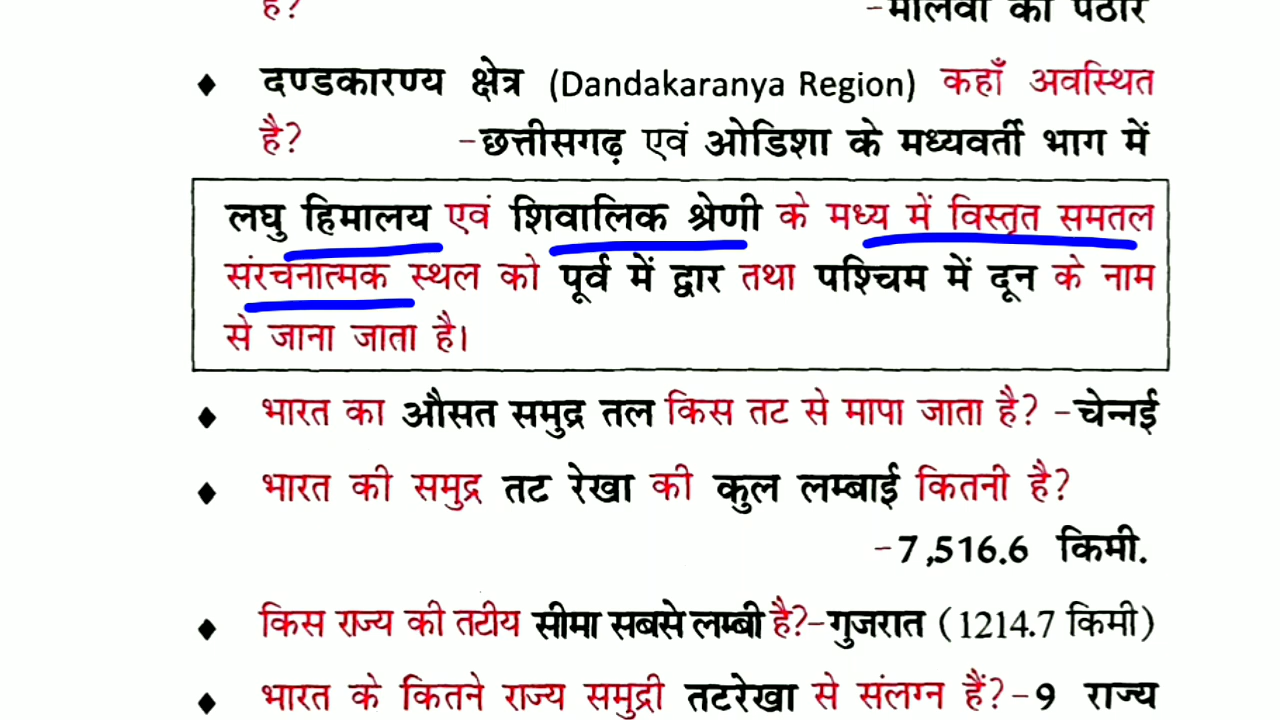 है? -मालवा का पठार
♦ दण्डकारण्य क्षेत्र (Dandakaranya Region) कहाँ अवस्थित
है? -छत्तीसगढ़ एवं ओडिशा के मध्यवर्ती भाग में
लघु हिमालय एवं शिवालिक श्रेणी के मध्य में विस्तृत समतल
संरचनात्मक स्थल को पूर्व में द्वार तथा पश्चिम में दून के नाम
से जाना जाता है।
♦ भारत का औसत समुद्र तल किस तट से मापा जाता है? -चेन्नई
♦ भारत की समुद्र तट रेखा की कुल लम्बाई कितनी है?
-7,516.6 किमी.
♦ किस राज्य की तटीय सीमा सबसे लम्बी है?-गुजरात (1214.7 किमी)
♦ भारत के कितने राज्य समुद्री तटरेखा से संलग्न हैं?-9 राज्य